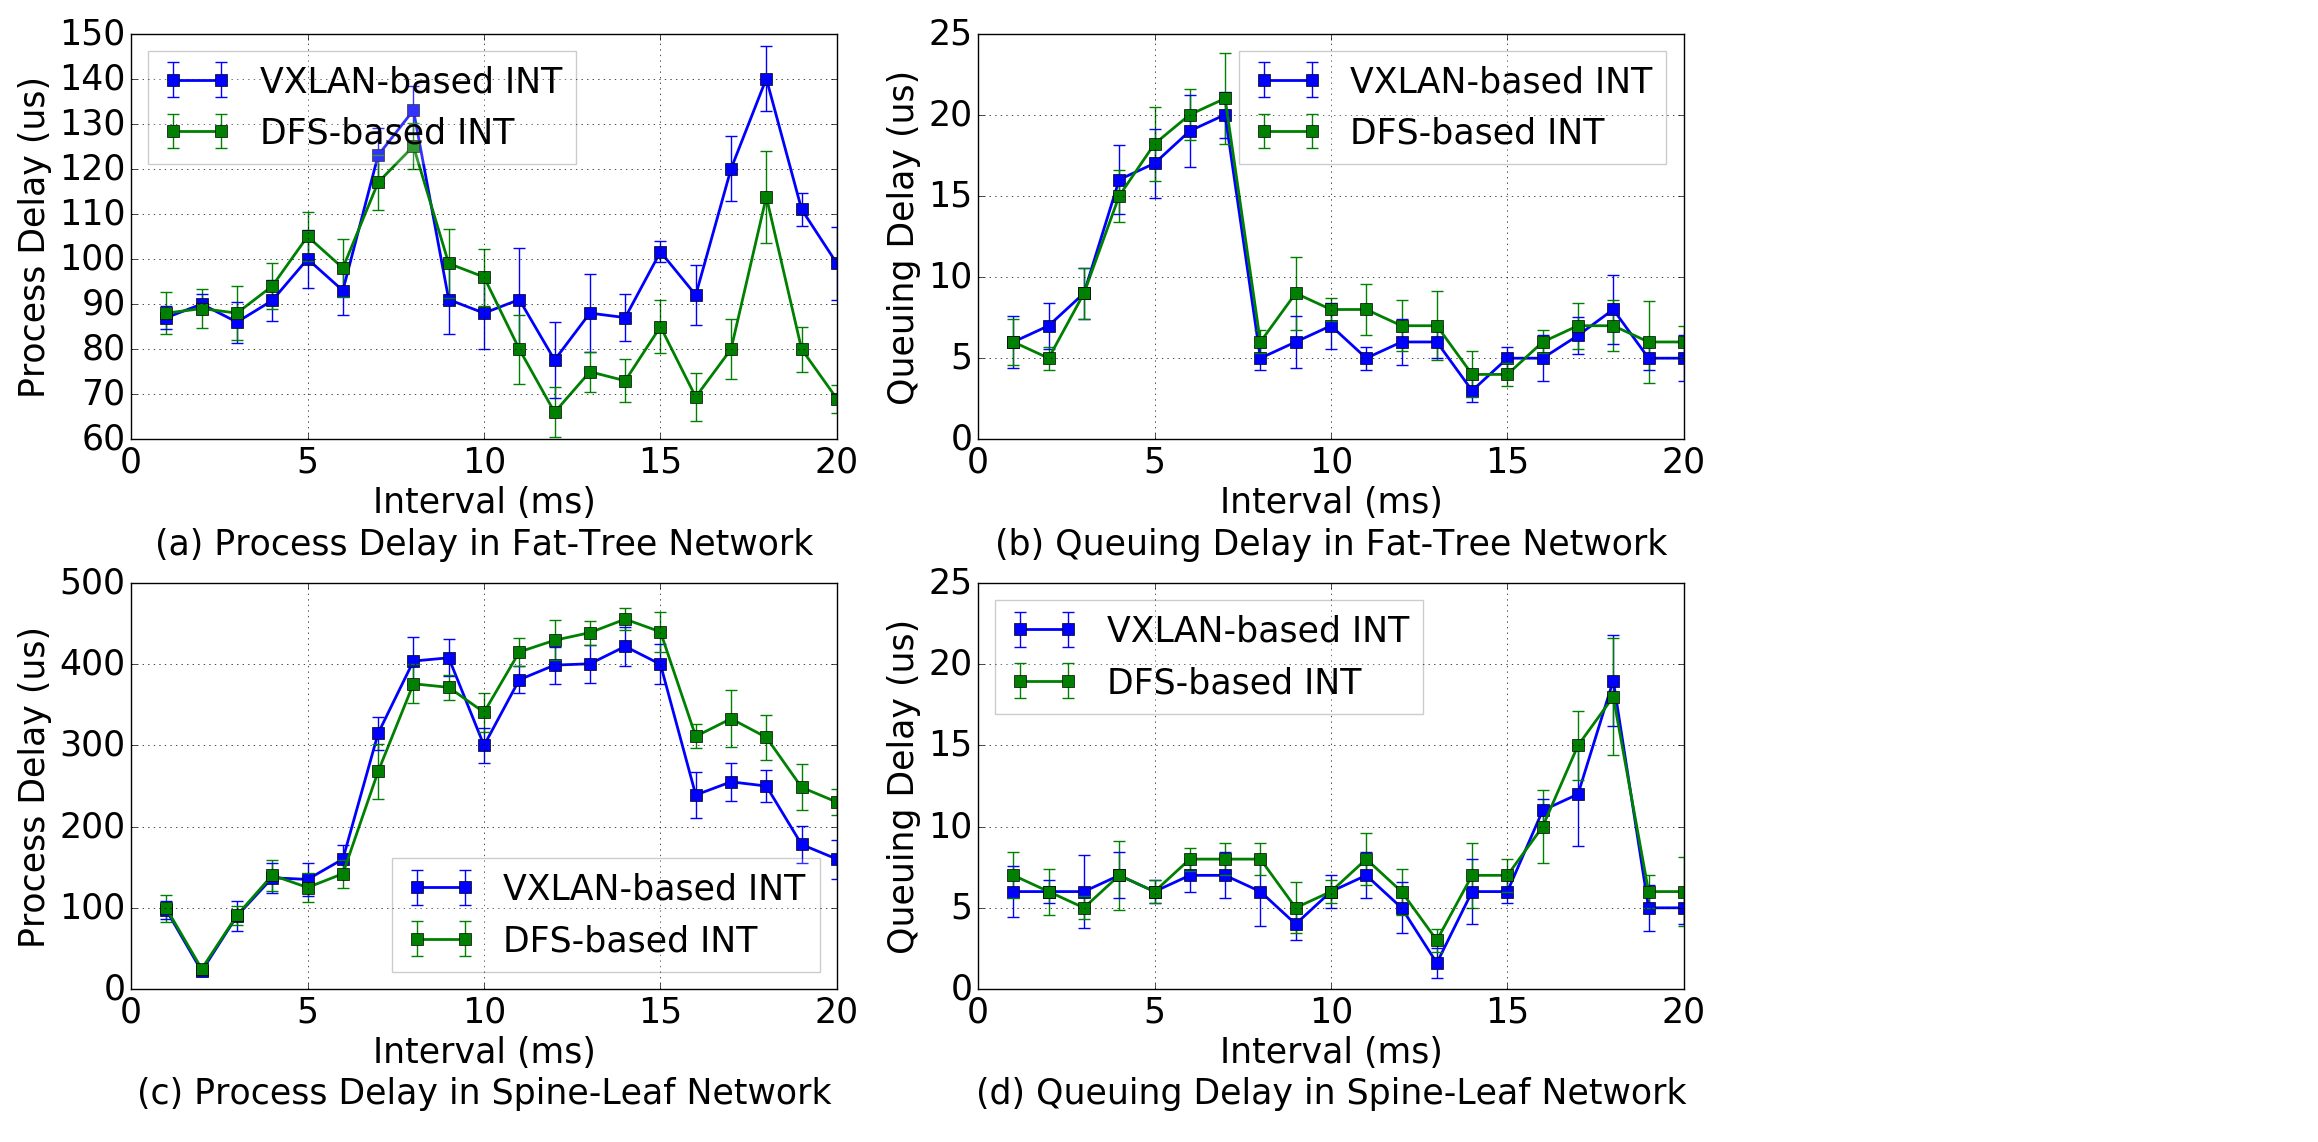 150
140
130
120
110
100
90
80
70
60
0 5 10 15 20
Process Delay (us)
VXLAN-based INT
DFS-based INT
Interval (ms)
(a) Process Delay in Fat-Tree Network
25
20
15
10
5
0
0 5 10 15 20
Queuing Delay (us)
VXLAN-based INT
DFS-based INT
Interval (ms)
(b) Queuing Delay in Fat-Tree Network
500
400
300
200
100
0
0 5 10 15 20
Process Delay (us)
VXLAN-based INT
DFS-based INT
Interval (ms)
(c) Process Delay in Spine-Leaf Network
25
20
15
10
5
0
0 5 10 15 20
Queuing Delay (us)
VXLAN-based INT
DFS-based INT
Interval (ms)
(d) Queuing Delay in Spine-Leaf Network